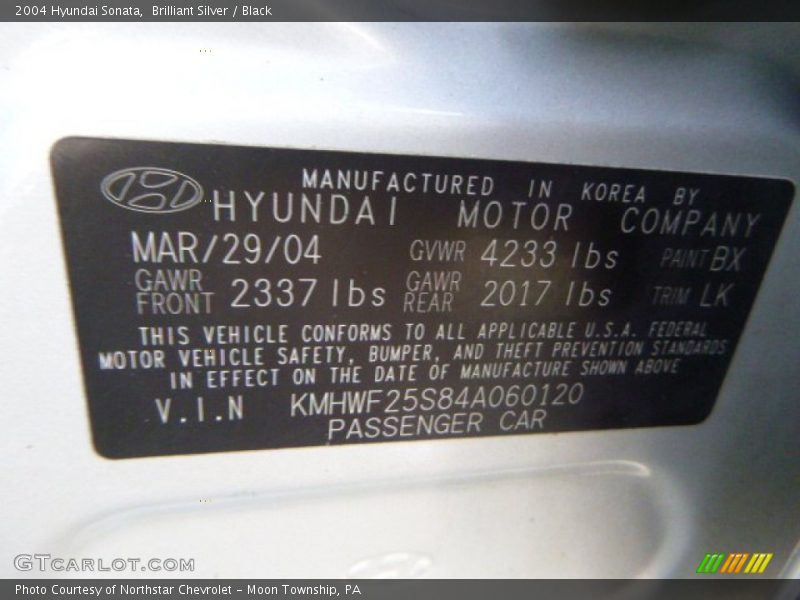 2004 Hyundai Sonata,  Brilliant Silver / Black
MANUFACTURED IN KOREA BY
HYUNDAI MOTOR COMPANY
MAR/29/04 GVWR 4233 lbs PAINT BX
GAWR FRONT 2337 lbs GAWR REAR 2017 lbs TRIM LK
THIS VEHICLE CONFORMS TO ALL APPLICABLE U.S.A. FEDERAL
MOTOR VEHICLE SAFETY, BUMPER, AND THEFT PREVENTION STANDARDS
IN EFFECT ON THE DATE OF MANUFACTURE SHOWN ABOVE
V.I.N KMHWF25S84A060120
PASSENGER CAR
GTCARLOT.COM
Photo Courtesy of Northstar Chevrolet - Moon Township, PA